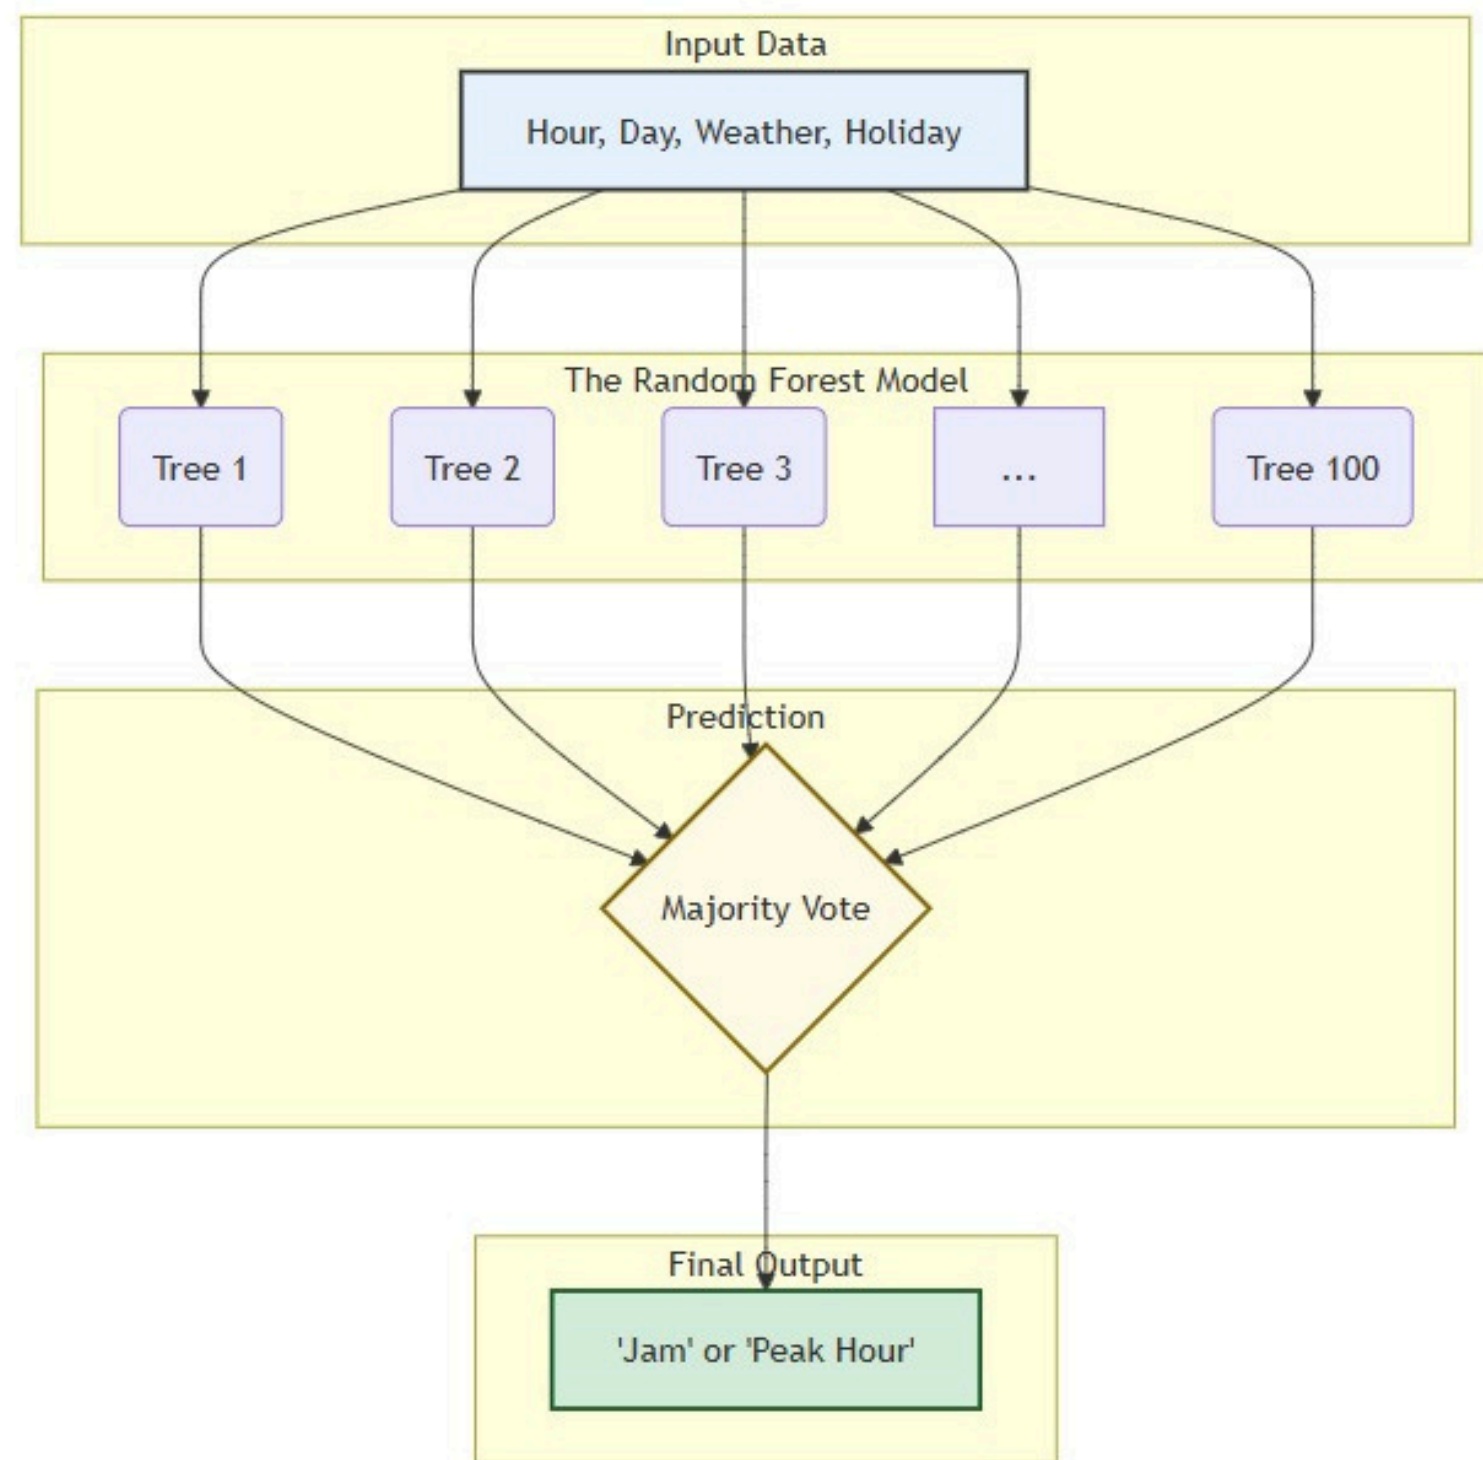 Input Data
Hour, Day, Weather, Holiday
The Random Forest Model
Tree 1
Tree 2
Tree 3
...
Tree 100
Prediction
Majority Vote
Final Output
'Jam' or 'Peak Hour'